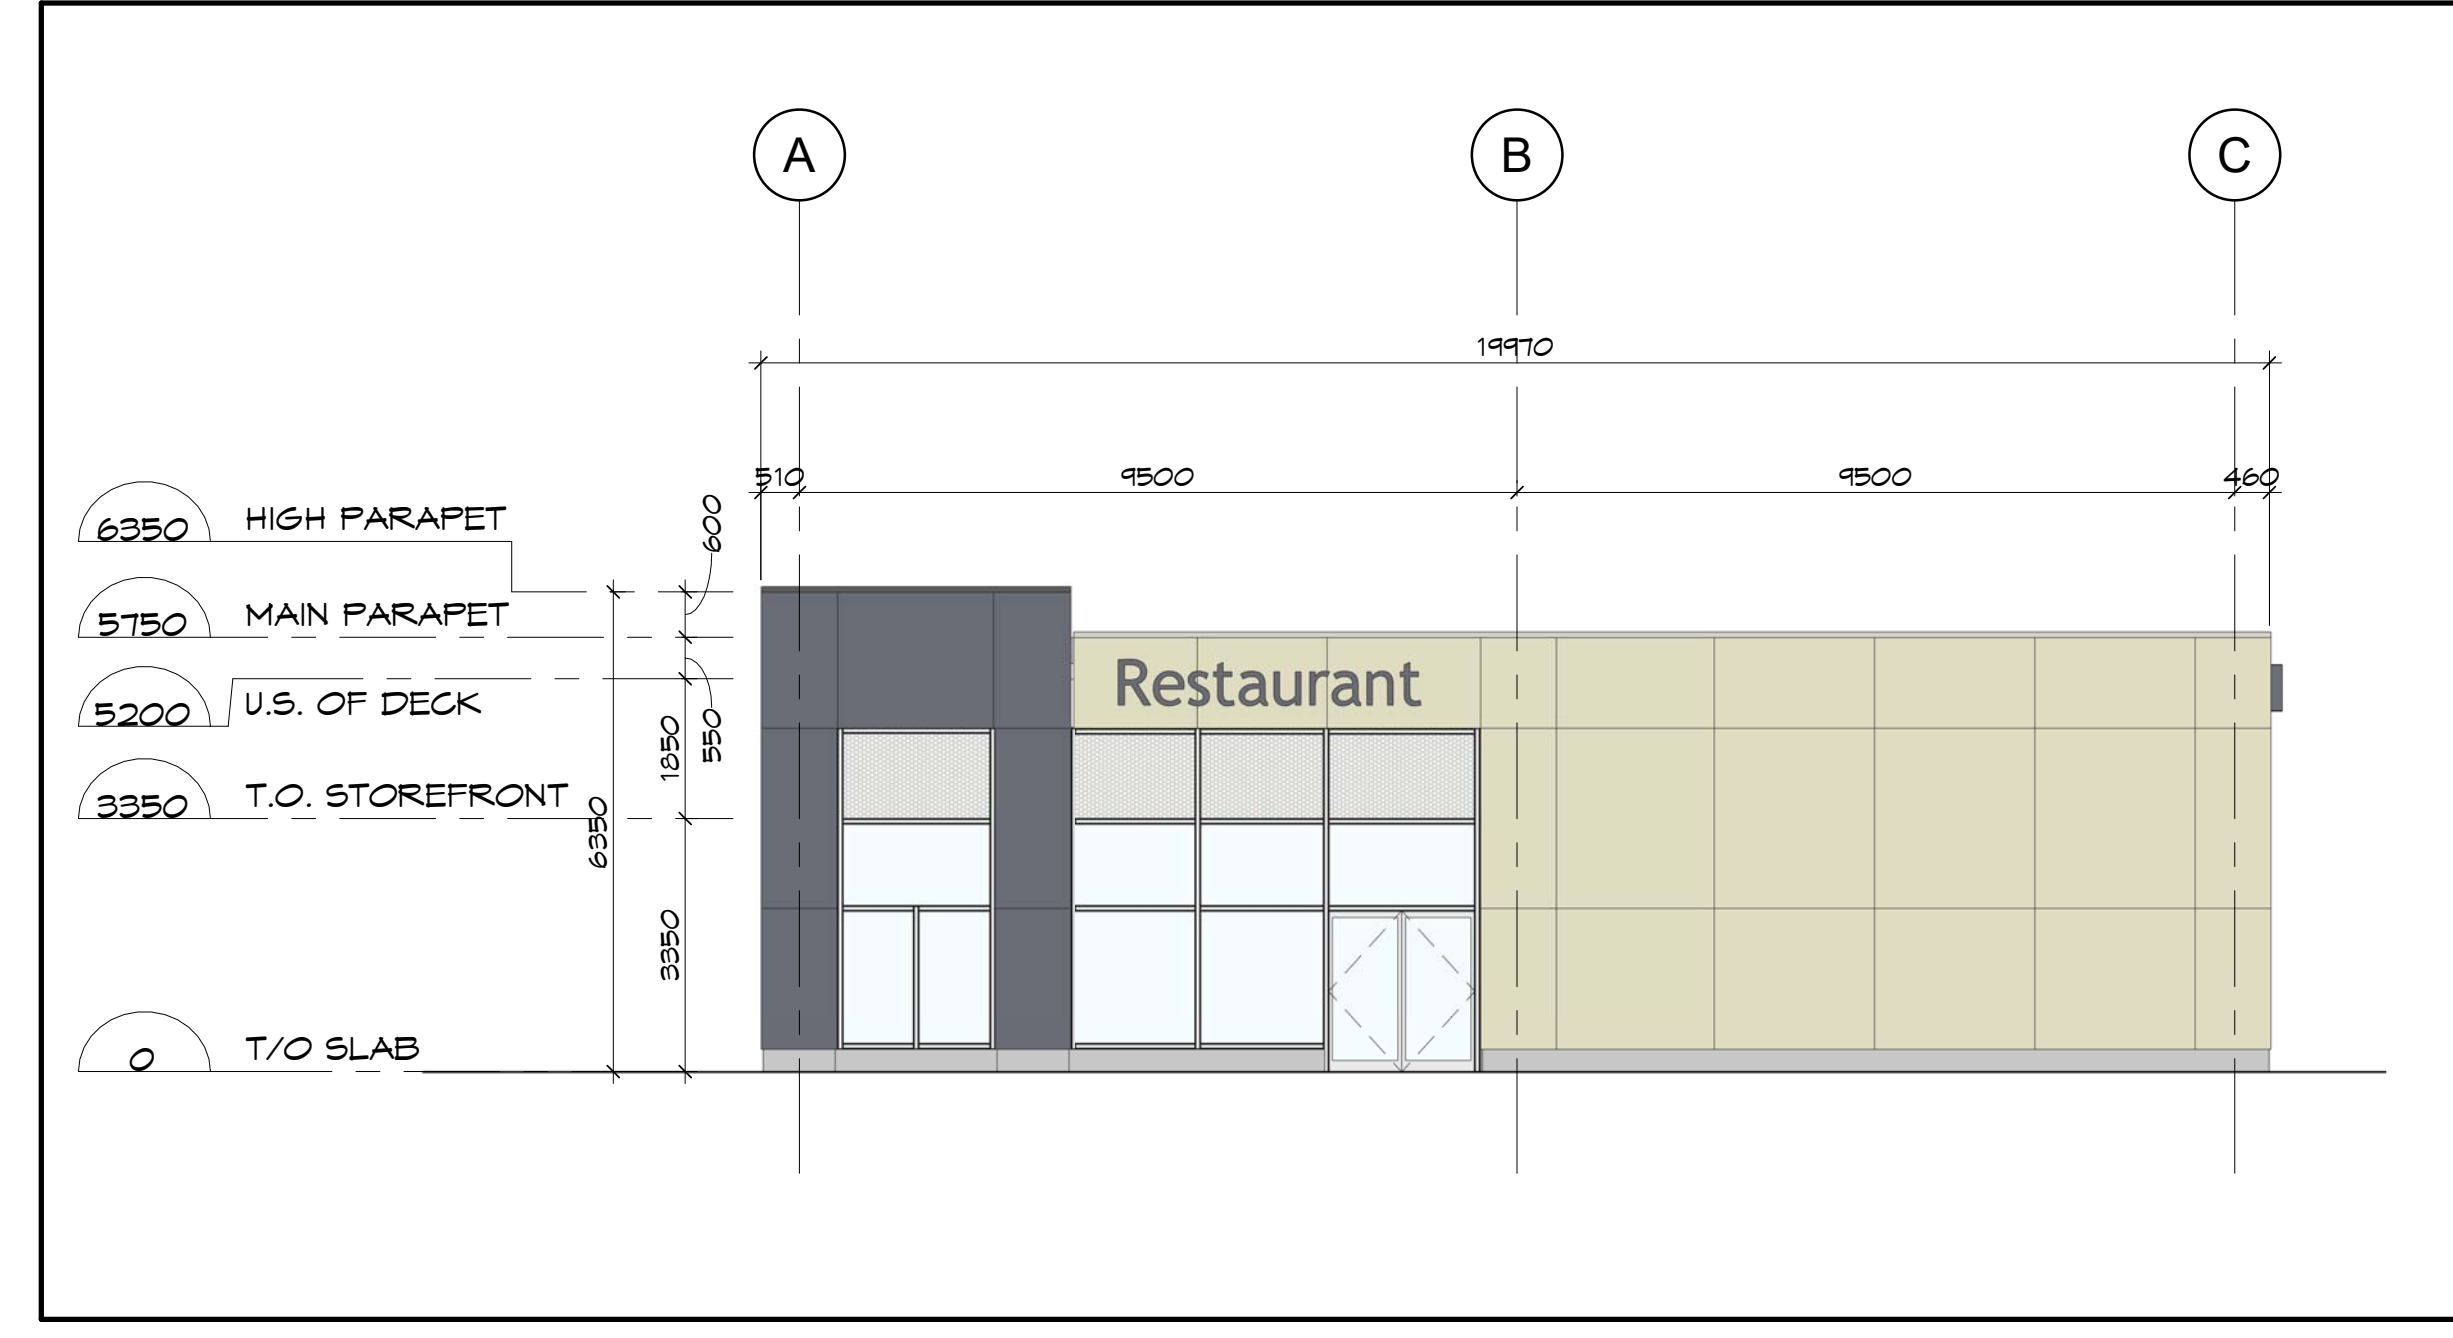 A B C
19970
510 9500 9500 460
6350 HIGH PARAPET
600
5750 MAIN PARAPET
5200 U.S. OF DECK
550
1850
3350 T.O. STOREFRONT
6350
3350
0 T/O SLAB
Restaurant